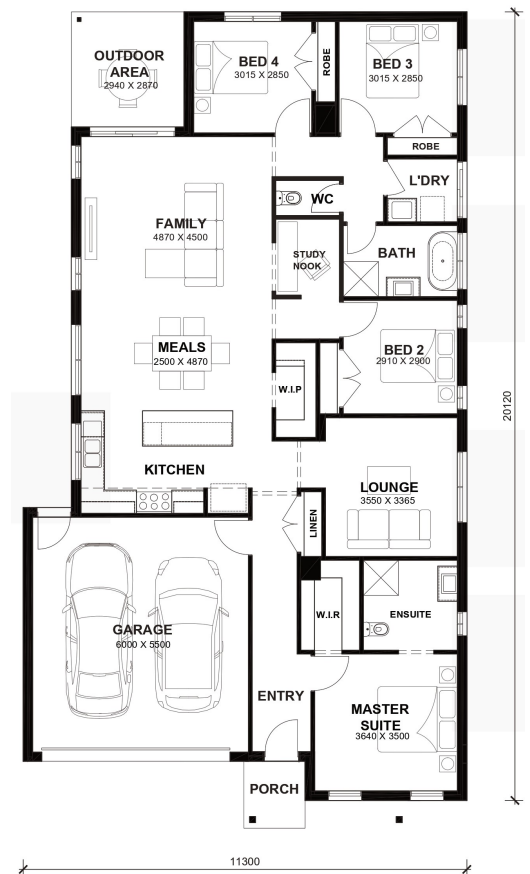 OUTDOOR
AREA
2940 X 2870
BED 4
3015 X 2850
ROBE
BED 3
3015 X 2850
ROBE
L'DRY
WC
FAMILY
4870 X 4500
STUDY
NOOK
BATH
MEALS
2500 X 4870
BED 2
2910 X 2900
W.I.P
20120
KITCHEN
LOUNGE
3550 X 3365
LINEN
W.I.R
ENSUITE
GARAGE
6000 X 5500
ENTRY
MASTER
SUITE
3640 X 3500
PORCH
11300